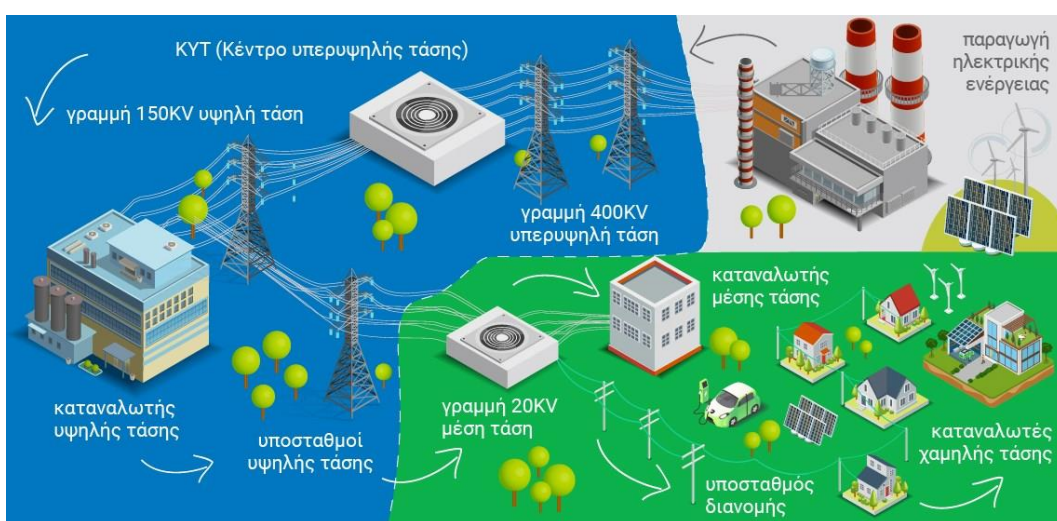 ΚΥΤ (Κέντρο υπερυψηλής τάσης)
γραμμή 150KV υψηλή τάση
γραμμή 400KV
υπερυψηλή τάση
παραγωγή
ηλεκτρικής
ενέργειας
καταναλωτής
υψηλής τάσης
υποσταθμοί
υψηλής τάσης
γραμμή 20KV
μέση τάση
καταναλωτής
μέσης τάσης
υποσταθμός
διανομής
καταναλωτές
χαμηλής τάσης